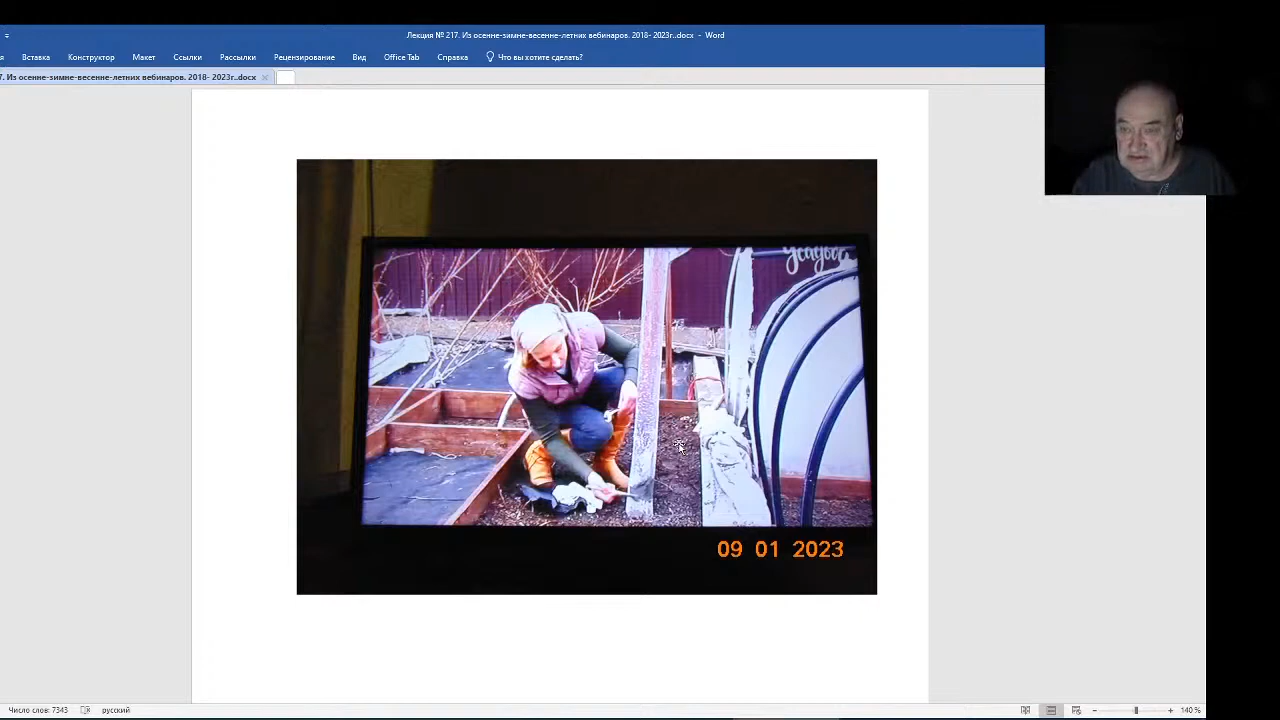 Лекция № 217. Из осенне-зимне-весенне-летних вебинаров. 2018- 2023г..docx - Word
Вставка Конструктор Макет Ссылки Рассылки Рецензирование Вид Office Tab Справка Что вы хотите сделать?
7. Из осенне-зимне-весенне-летних вебинаров. 2018- 2023г..docx
09 01 2023
Число слов: 7343 русский 140 %